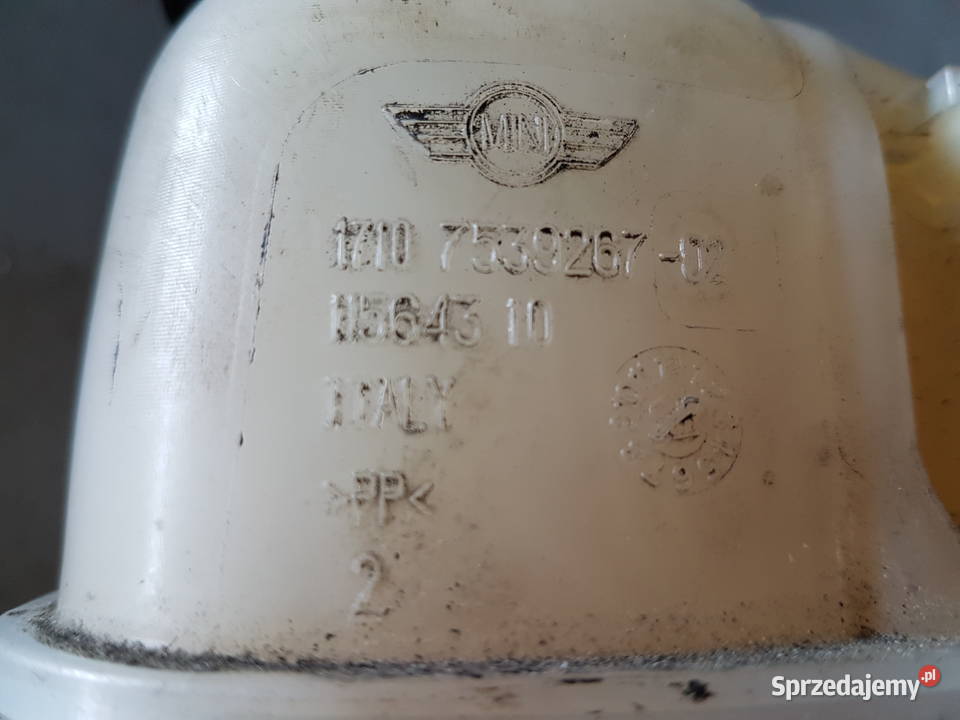 MINI
1710 7539267-02
115643 10
ITALY
>PP<
2
Sprzedajemy.pl